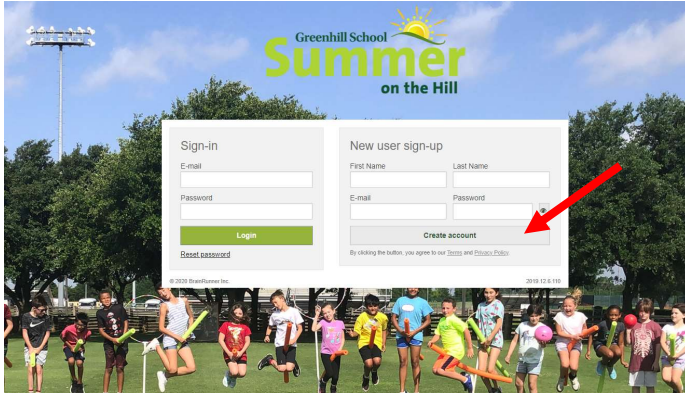 Greenhill School
Summer
on the Hill
Sign-in
E-mail
Password
Login
Reset password
New user sign-up
First Name
Last Name
E-mail
Password
Create account
By clicking the button, you agree to our Terms and Privacy Policy.
© 2020 BrainRunner Inc.
2019.12.6.110